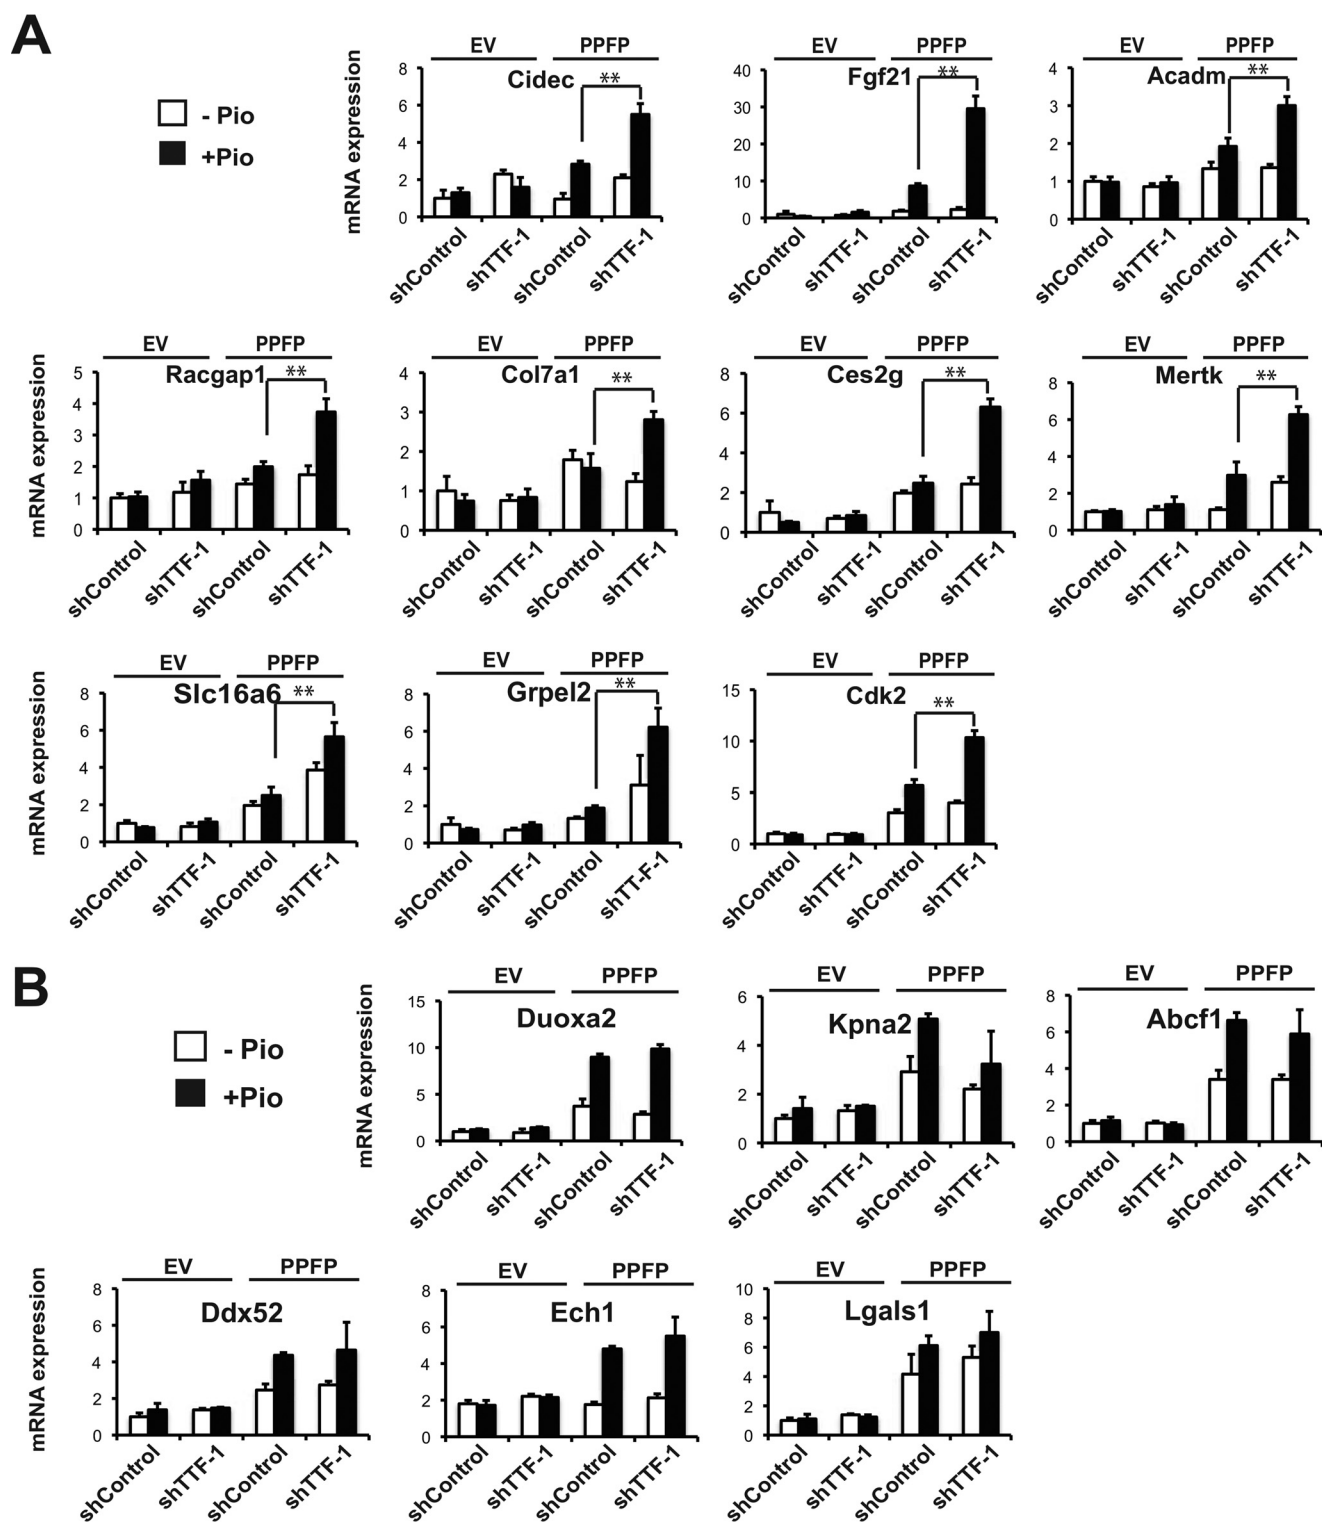 A
- Pio
+Pio
EV PPFP
Cidec **
mRNA expression
8
6
4
2
0
shControl shTTF-1 shControl shTTF-1
EV PPFP
Fgf21 **
40
30
20
10
0
shControl shTTF-1 shControl shTTF-1
EV PPFP
Acadm **
4
3
2
1
0
shControl shTTF-1 shControl shTTF-1
EV PPFP
Racgap1 **
mRNA expression
5
4
3
2
1
0
shControl shTTF-1 shControl shTTF-1
EV PPFP
Col7a1 **
4
3
2
1
0
shControl shTTF-1 shControl shTTF-1
EV PPFP
Ces2g **
8
6
4
2
0
shControl shTTF-1 shControl shTTF-1
EV PPFP
Mertk **
8
6
4
2
0
shControl shTTF-1 shControl shTTF-1
EV PPFP
Slc16a6 **
mRNA expression
8
6
4
2
0
shControl shTTF-1 shControl shTTF-1
EV PPFP
Grpel2 **
8
6
4
2
0
shControl shTTF-1 shControl shTT-F-1
EV PPFP
Cdk2 **
15
10
5
0
shControl shTTF-1 shControl shTTF-1
B
- Pio
+Pio
EV PPFP
Duoxa2
mRNA expression
15
10
5
0
shControl shTTF-1 shControl shTTF-1
EV PPFP
Kpna2
6
4
2
0
shControl shTTF-1 shControl shTTF-1
EV PPFP
Abcf1
8
6
4
2
0
shControl shTTF-1 shControl shTTF-1
EV PPFP
Ddx52
mRNA expression
8
6
4
2
0
shControl shTTF-1 shControl shTTF-1
EV PPFP
Ech1
8
6
4
2
0
shControl shTTF-1 shControl shTTF-1
EV PPFP
Lgals1
10
8
6
4
2
0
shControl shTTF-1 shControl shTTF-1